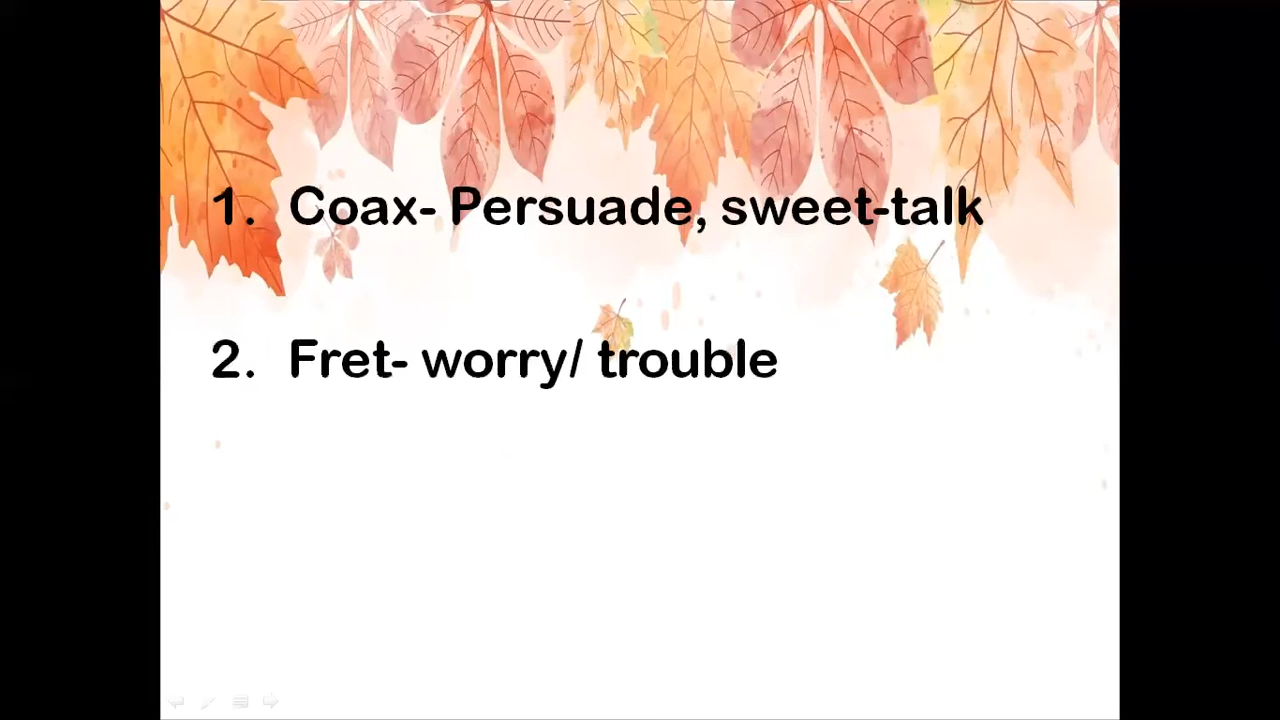 1. Coax- Persuade, sweet-talk
2. Fret- worry/ trouble